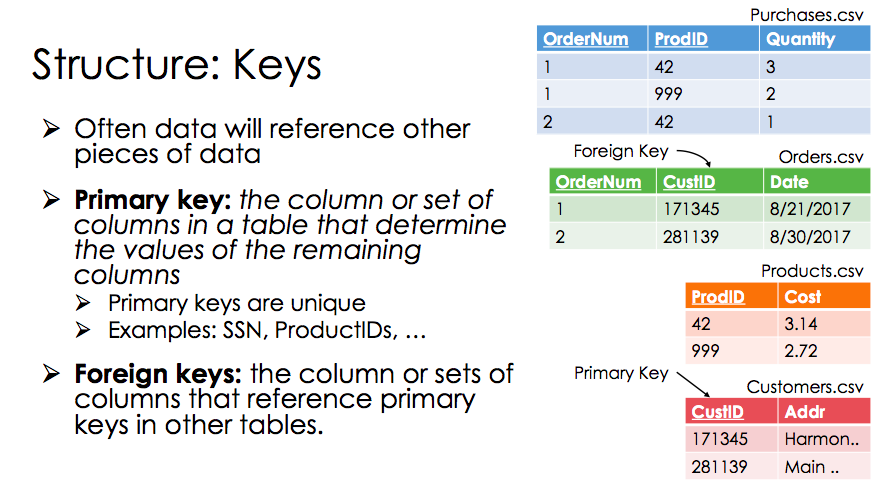 Structure: Keys
➢ Often data will reference other
pieces of data
➢ Primary key: the column or set of
columns in a table that determine
the values of the remaining
columns
➢ Primary keys are unique
➢ Examples: SSN, ProductIDs, …
➢ Foreign keys: the column or sets of
columns that reference primary
keys in other tables.
Purchases.csv
OrderNum ProdID Quantity
1 42 3
1 999 2
2 42 1
Foreign Key
Orders.csv
OrderNum CustID Date
1 171345 8/21/2017
2 281139 8/30/2017
Products.csv
ProdID Cost
42 3.14
999 2.72
Primary Key
Customers.csv
CustID Addr
171345 Harmon..
281139 Main ..